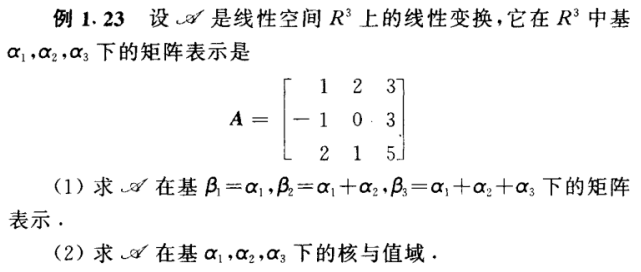 例 1.23 设 𝒜 是线性空间 R³ 上的线性变换,它在 R³ 中基
α₁,α₂,α₃ 下的矩阵表示是
A = [ 1 2 3
-1 0 3
2 1 5 ]
(1) 求 𝒜 在基 β₁=α₁,β₂=α₁+α₂,β₃=α₁+α₂+α₃ 下的矩阵
表示.
(2) 求 𝒜 在基 α₁,α₂,α₃ 下的核与值域.